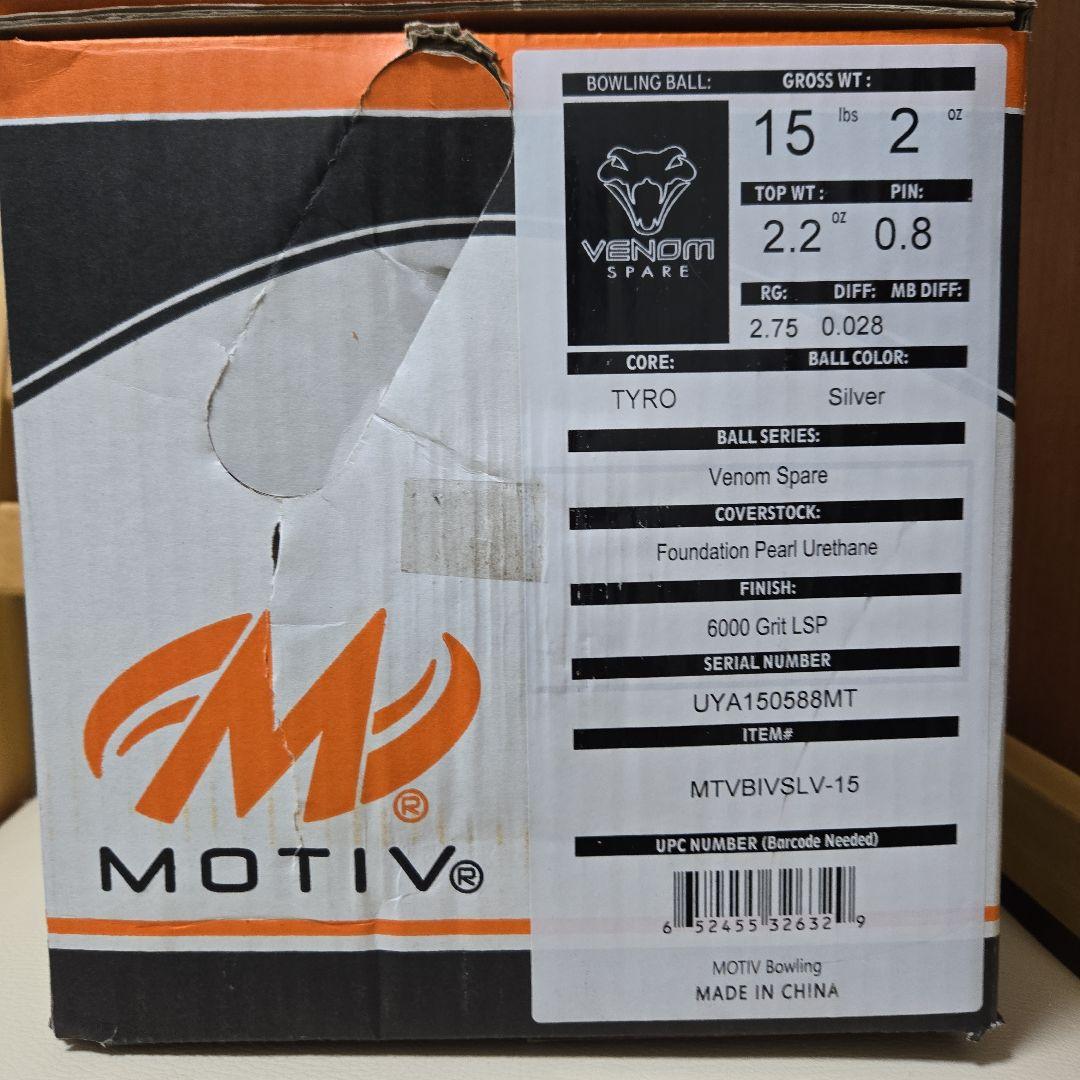 BOWLING BALL: GROSS WT :
15 lbs 2 oz
VENOM
SPARE
TOP WT : PIN:
2.2 oz 0.8
RG: DIFF: MB DIFF:
2.75 0.028
CORE: BALL COLOR:
TYRO Silver
BALL SERIES:
Venom Spare
COVERSTOCK:
Foundation Pearl Urethane
FINISH:
6000 Grit LSP
SERIAL NUMBER
UYA150588MT
ITEM#
MTVBIVSLV-15
UPC NUMBER (Barcode Needed)
6 52455 32632 9
MOTIV Bowling
MADE IN CHINA
M®
MOTIV®